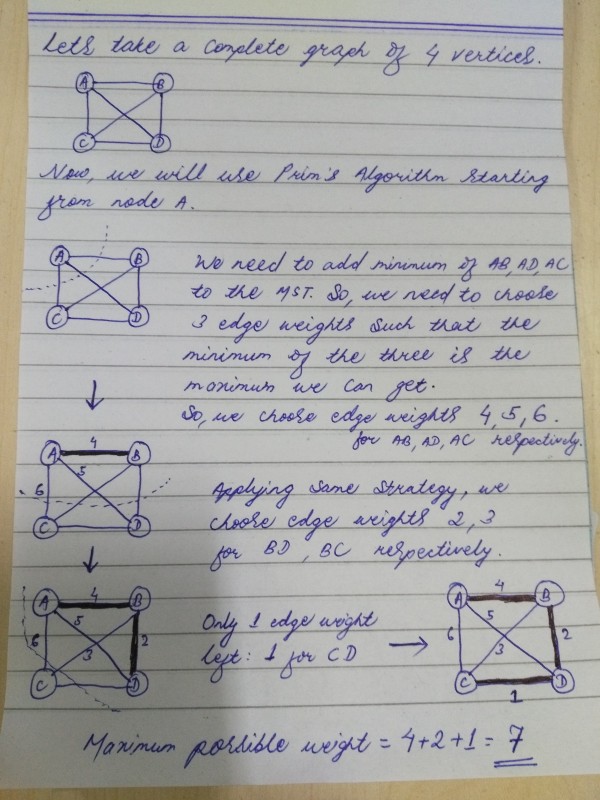 Lets take a complete graph of 4 vertices.
A B
C D
Now, we will use Prim's Algorithm starting
from node A.
A B
C D
We need to add minimum of AB, AD, AC
to the MST. So, we need to choose
3 edge weights such that the
minimum of the three is the
maximum we can get.
So, we choose edge weights 4, 5, 6.
for AB, AD, AC respectively.
4
A B
5
6
C D
Applying same strategy, we
choose edge weights 2, 3
for BD, BC respectively.
4
A B
5
6 2
3
C D
Only 1 edge weight
left: 1 for CD
4
A B
5
6 2
3
C D
1
Maximum possible weight = 4+2+1 = 7